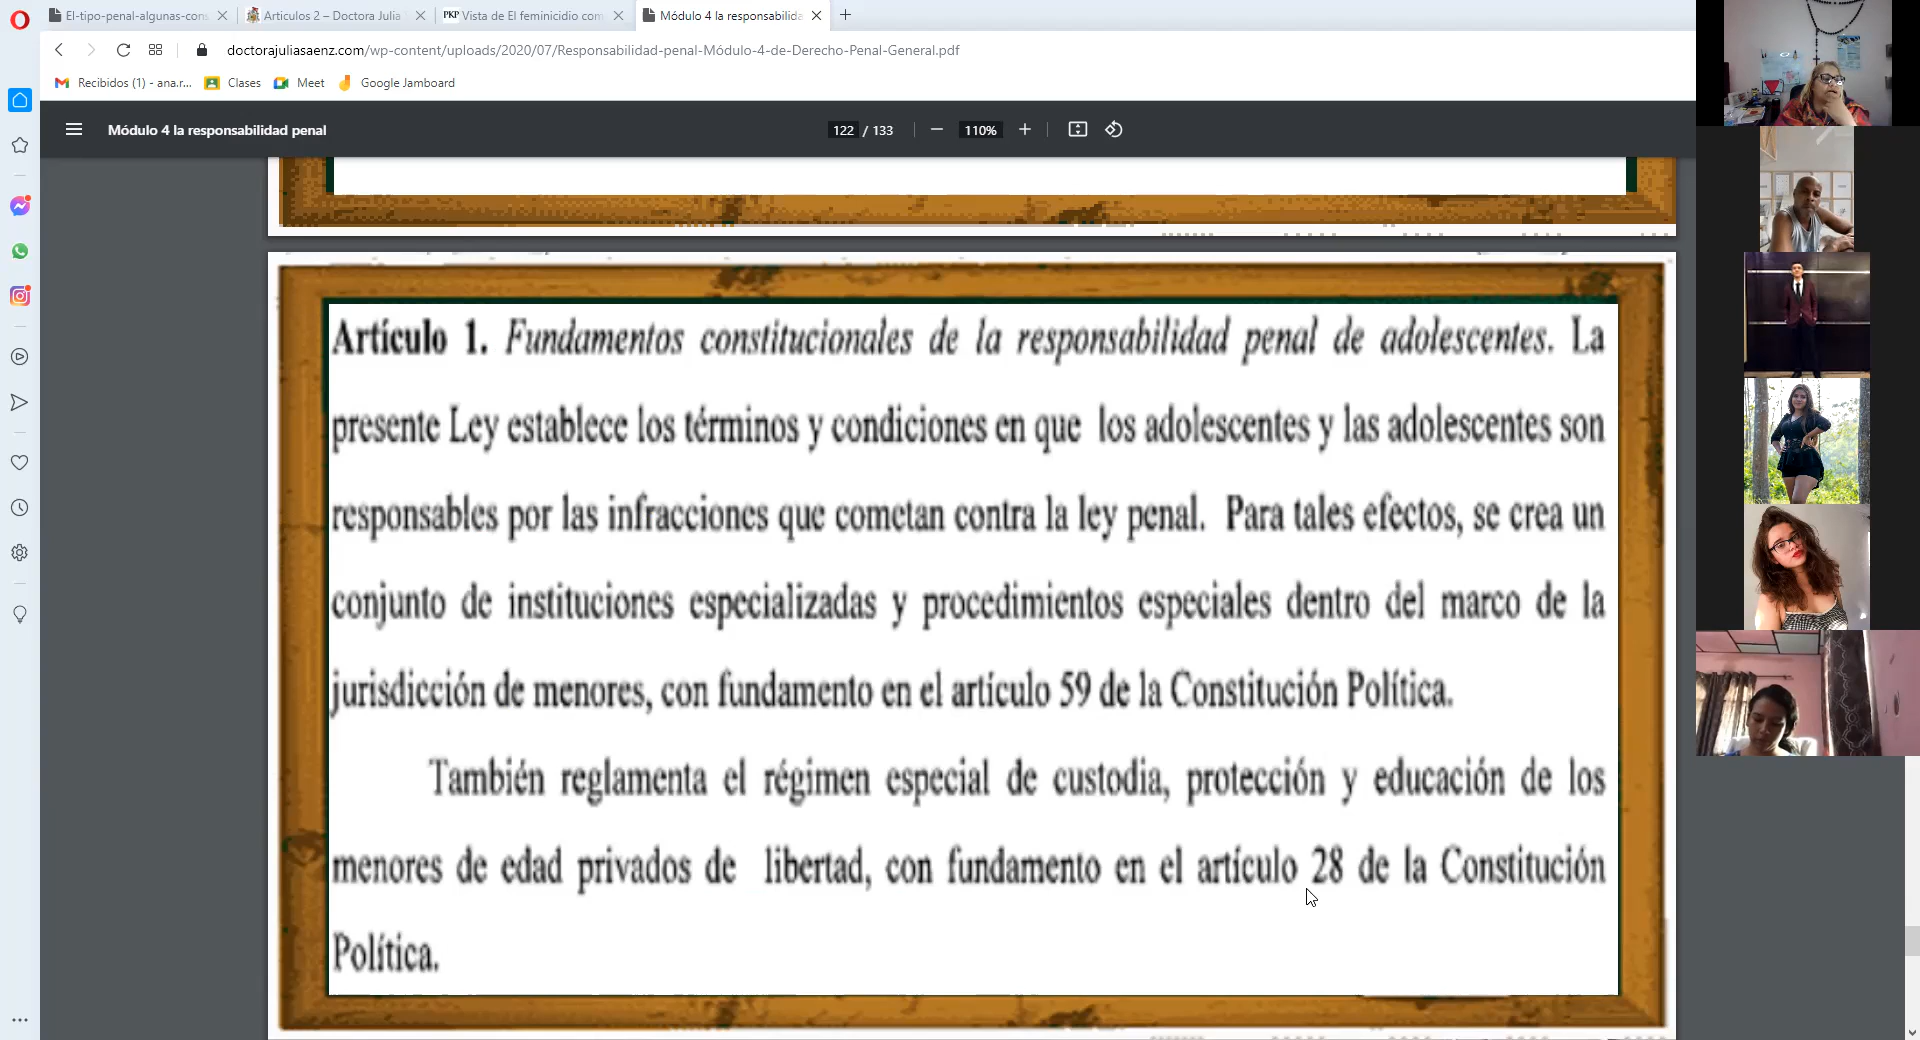 El-tipo-penal-algunas-cons
Articulos 2 – Doctora Julia
PKP Vista de El feminicidio com
Módulo 4 la responsabilida
doctorajuliasaenz.com/wp-content/uploads/2020/07/Responsabilidad-penal-Módulo-4-de-Derecho-Penal-General.pdf
Recibidos (1) - ana.r... Clases Meet Google Jamboard
Módulo 4 la responsabilidad penal 122 / 133 110%
Artículo 1. Fundamentos constitucionales de la responsabilidad penal de adolescentes. La
presente Ley establece los términos y condiciones en que los adolescentes y las adolescentes son
responsables por las infracciones que cometan contra la ley penal. Para tales efectos, se crea un
conjunto de instituciones especializadas y procedimientos especiales dentro del marco de la
jurisdicción de menores, con fundamento en el artículo 59 de la Constitución Política.
También reglamenta el régimen especial de custodia, protección y educación de los
menores de edad privados de libertad, con fundamento en el artículo 28 de la Constitución
Política.